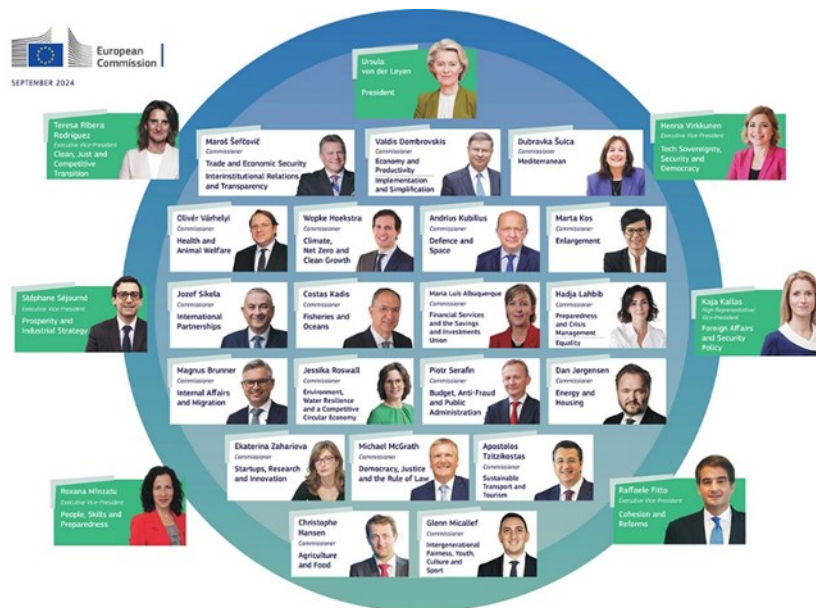 European
Commission
SEPTEMBER 2024
Ursula
von der Leyen
President
Teresa Ribera
Rodríguez
Executive Vice-President
Clean, Just and
Competitive
Transition
Maroš Šefčovič
Commissioner
Trade and Economic Security
Interinstitutional Relations
and Transparency
Valdis Dombrovskis
Commissioner
Economy and
Productivity
Implementation
and Simplification
Dubravka Šuica
Commissioner
Mediterranean
Henna Virkkunen
Executive Vice-President
Tech Sovereignty,
Security and
Democracy
Olivér Várhelyi
Commissioner
Health and
Animal Welfare
Wopke Hoekstra
Commissioner
Climate,
Net Zero and
Clean Growth
Andrius Kubilius
Commissioner
Defence and
Space
Marta Kos
Commissioner
Enlargement
Stéphane Séjourné
Executive Vice-President
Prosperity and
Industrial Strategy
Jozef Síkela
Commissioner
International
Partnerships
Costas Kadis
Commissioner
Fisheries and
Oceans
Maria Luís Albuquerque
Commissioner
Financial Services
and the Savings
and Investments
Union
Hadja Lahbib
Commissioner
Preparedness
and Crisis
Management
Equality
Kaja Kallas
High Representative/
Vice-President
Foreign Affairs
and Security
Policy
Magnus Brunner
Commissioner
Internal Affairs
and Migration
Jessika Roswall
Commissioner
Environment,
Water Resilience
and a Competitive
Circular Economy
Piotr Serafin
Commissioner
Budget, Anti-Fraud
and Public
Administration
Dan Jørgensen
Commissioner
Energy and
Housing
Roxana Mînzatu
Executive Vice-President
People, Skills and
Preparedness
Ekaterina Zaharieva
Commissioner
Startups, Research
and Innovation
Michael McGrath
Commissioner
Democracy, Justice
and the Rule of Law
Apostolos
Tzitzikostas
Commissioner
Sustainable
Transport and
Tourism
Raffaele Fitto
Executive Vice-President
Cohesion and
Reforms
Christophe
Hansen
Commissioner
Agriculture
and Food
Glenn Micallef
Commissioner
Intergenerational
Fairness, Youth,
Culture and
Sport